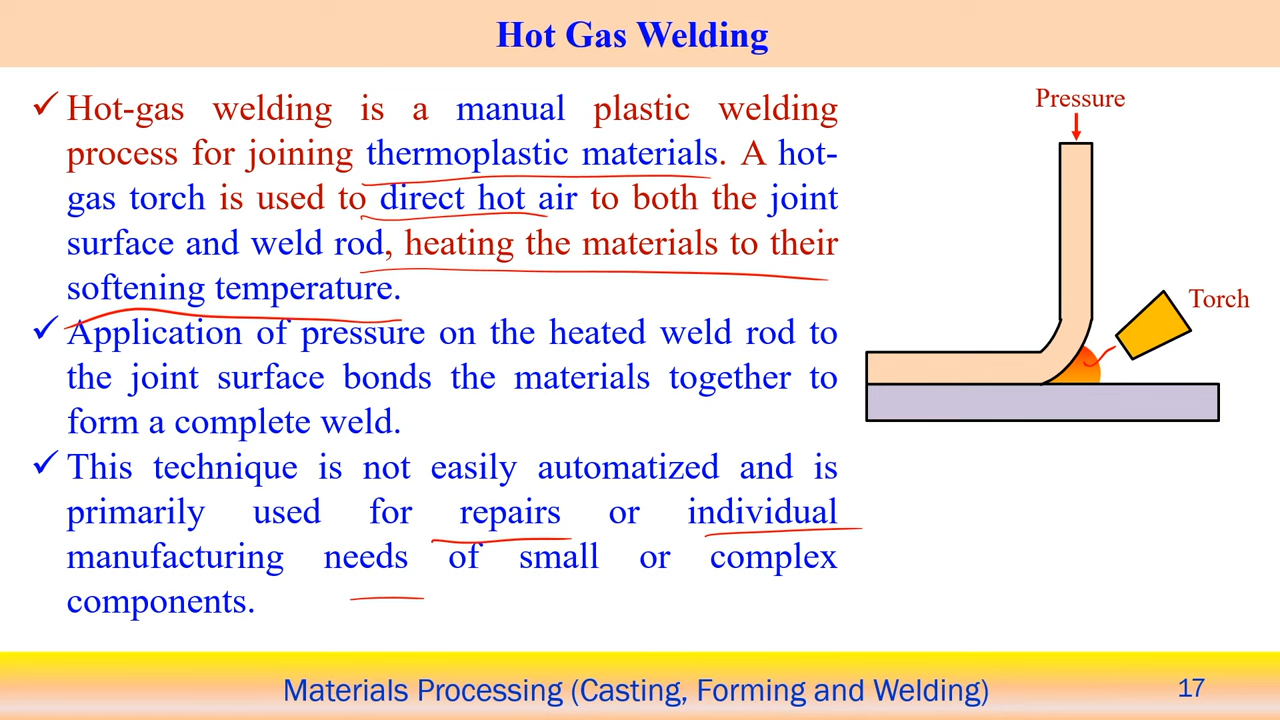 Hot Gas Welding
✓ Hot-gas welding is a manual plastic welding
process for joining thermoplastic materials. A hot-
gas torch is used to direct hot air to both the joint
surface and weld rod, heating the materials to their
softening temperature.
✓ Application of pressure on the heated weld rod to
the joint surface bonds the materials together to
form a complete weld.
✓ This technique is not easily automatized and is
primarily used for repairs or individual
manufacturing needs of small or complex
components.
Pressure
Torch
Materials Processing (Casting, Forming and Welding)
17